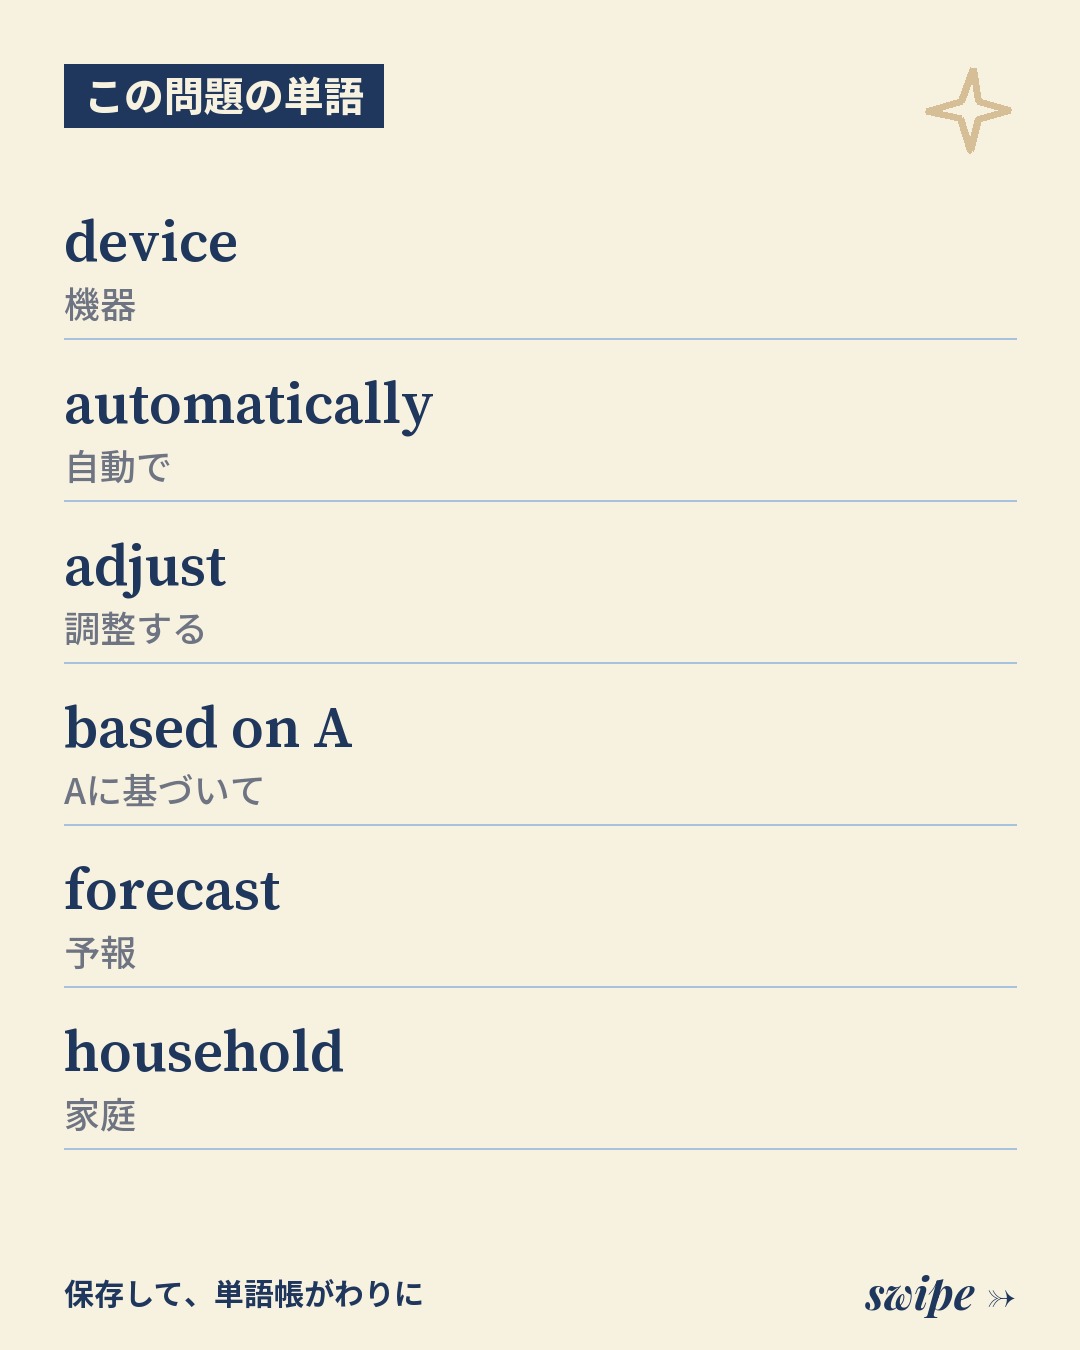 この問題の単語
device
機器
automatically
自動で
adjust
調整する
based on A
Aに基づいて
forecast
予報
household
家庭
保存して、単語帳がわりに
swipe